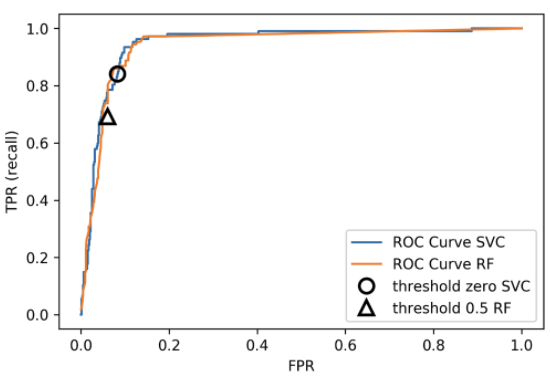 1.0
0.8
0.6
0.4
0.2
0.0
TPR (recall)
ROC Curve SVC
ROC Curve RF
threshold zero SVC
threshold 0.5 RF
0.0 0.2 0.4 0.6 0.8 1.0
FPR